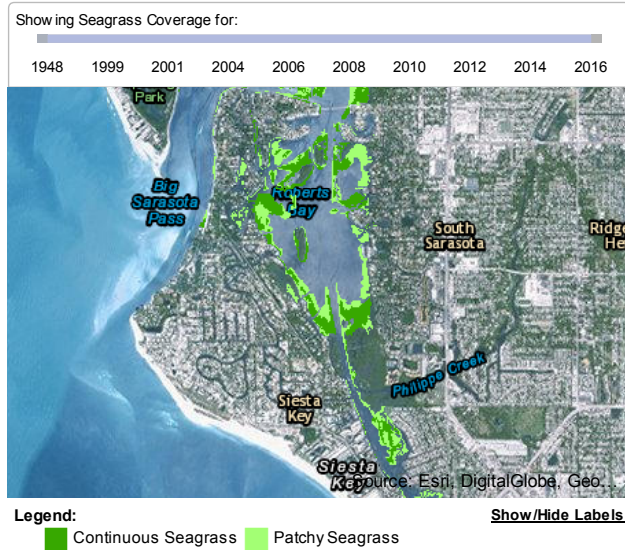 Showing Seagrass Coverage for:
1948 1999 2001 2004 2006 2008 2010 2012 2014 2016
Park
Big
Sarasota
Pass
Roberts
Bay
South
Sarasota
Ridge
He
Philippe Creek
Siesta
Key
Siesta
Key
Source: Esri, DigitalGlobe, Geo...
Legend:
Show/Hide Labels
Continuous Seagrass
Patchy Seagrass